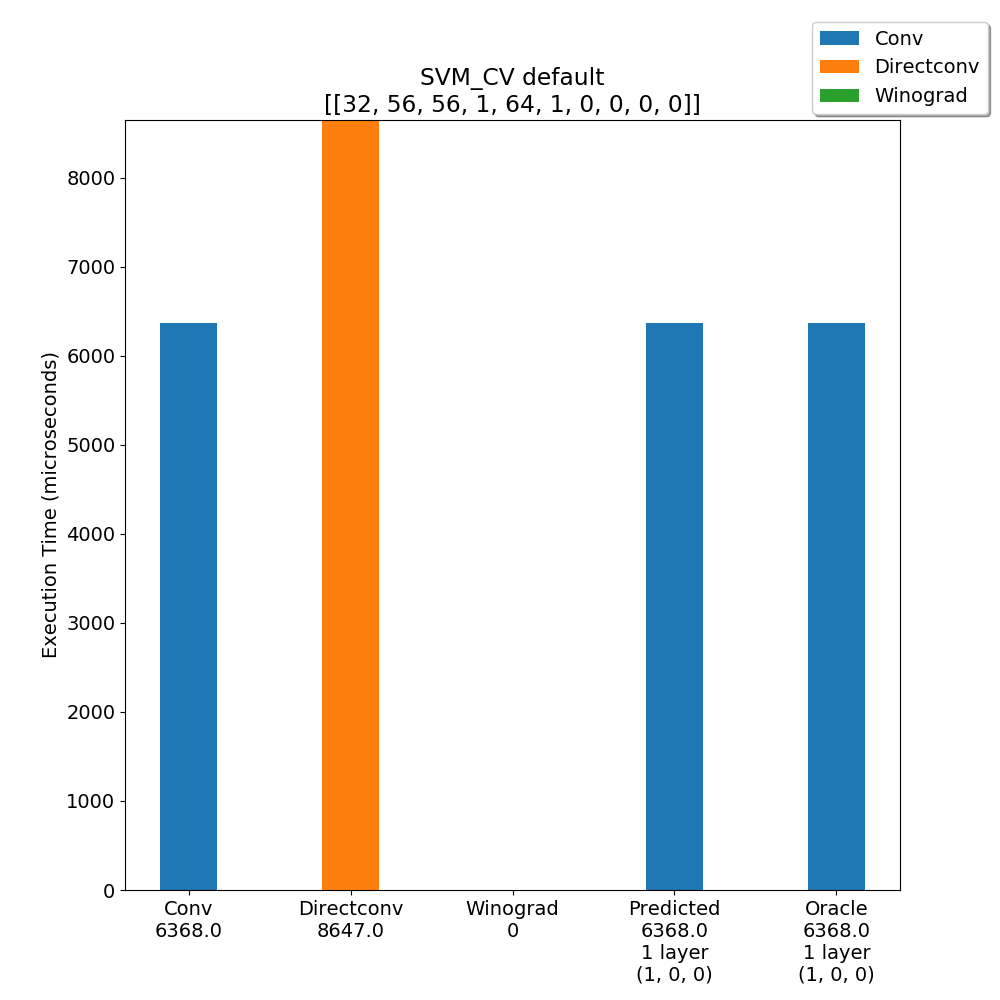 Conv
Directconv
Winograd
SVM_CV default
[[32, 56, 56, 1, 64, 1, 0, 0, 0, 0]]
Execution Time (microseconds)
8000
7000
6000
5000
4000
3000
2000
1000
0
Conv
6368.0
Directconv
8647.0
Winograd
0
Predicted
6368.0
1 layer
(1, 0, 0)
Oracle
6368.0
1 layer
(1, 0, 0)